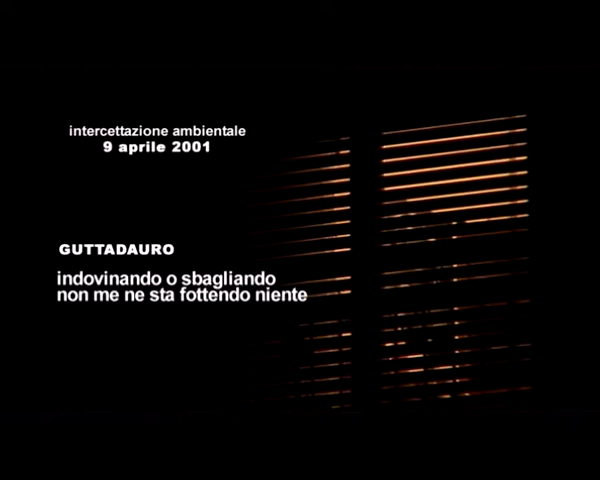 intercettazione ambientale
9 aprile 2001
GUTTADAURO
indovinando o sbagliando
non me ne sta fottendo niente